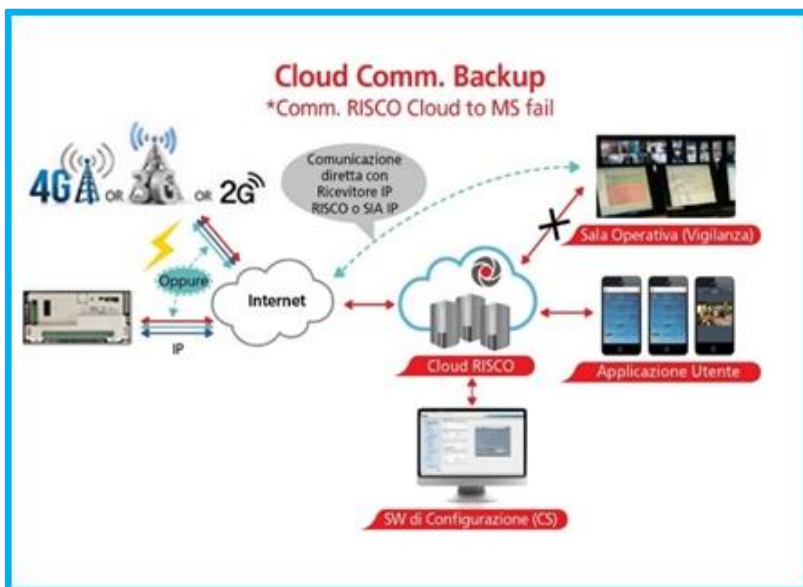 Cloud Comm. Backup
*Comm. RISCO Cloud to MS fail
4G OR 3G OR 2G
Comunicazione
diretta con
Ricevitore IP
RISCO o SIA IP
Sala Operativa (Vigilanza)
Oppure
Internet
IP
Cloud RISCO
Applicazione Utente
SW di Configurazione (CS)